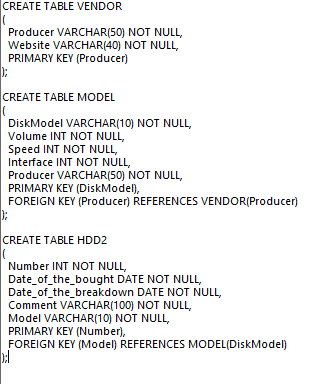 CREATE TABLE VENDOR
(
Producer VARCHAR(50) NOT NULL,
Website VARCHAR(40) NOT NULL,
PRIMARY KEY (Producer)
);
CREATE TABLE MODEL
(
DiskModel VARCHAR(10) NOT NULL,
Volume INT NOT NULL,
Speed INT NOT NULL,
Interface INT NOT NULL,
Producer VARCHAR(50) NOT NULL,
PRIMARY KEY (DiskModel),
FOREIGN KEY (Producer) REFERENCES VENDOR(Producer)
);
CREATE TABLE HDD2
(
Number INT NOT NULL,
Date_of_the_bought DATE NOT NULL,
Date_of_the_breakdown DATE NOT NULL,
Comment VARCHAR(100) NOT NULL,
Model VARCHAR(10) NOT NULL,
PRIMARY KEY (Number),
FOREIGN KEY (Model) REFERENCES MODEL(DiskModel)
);